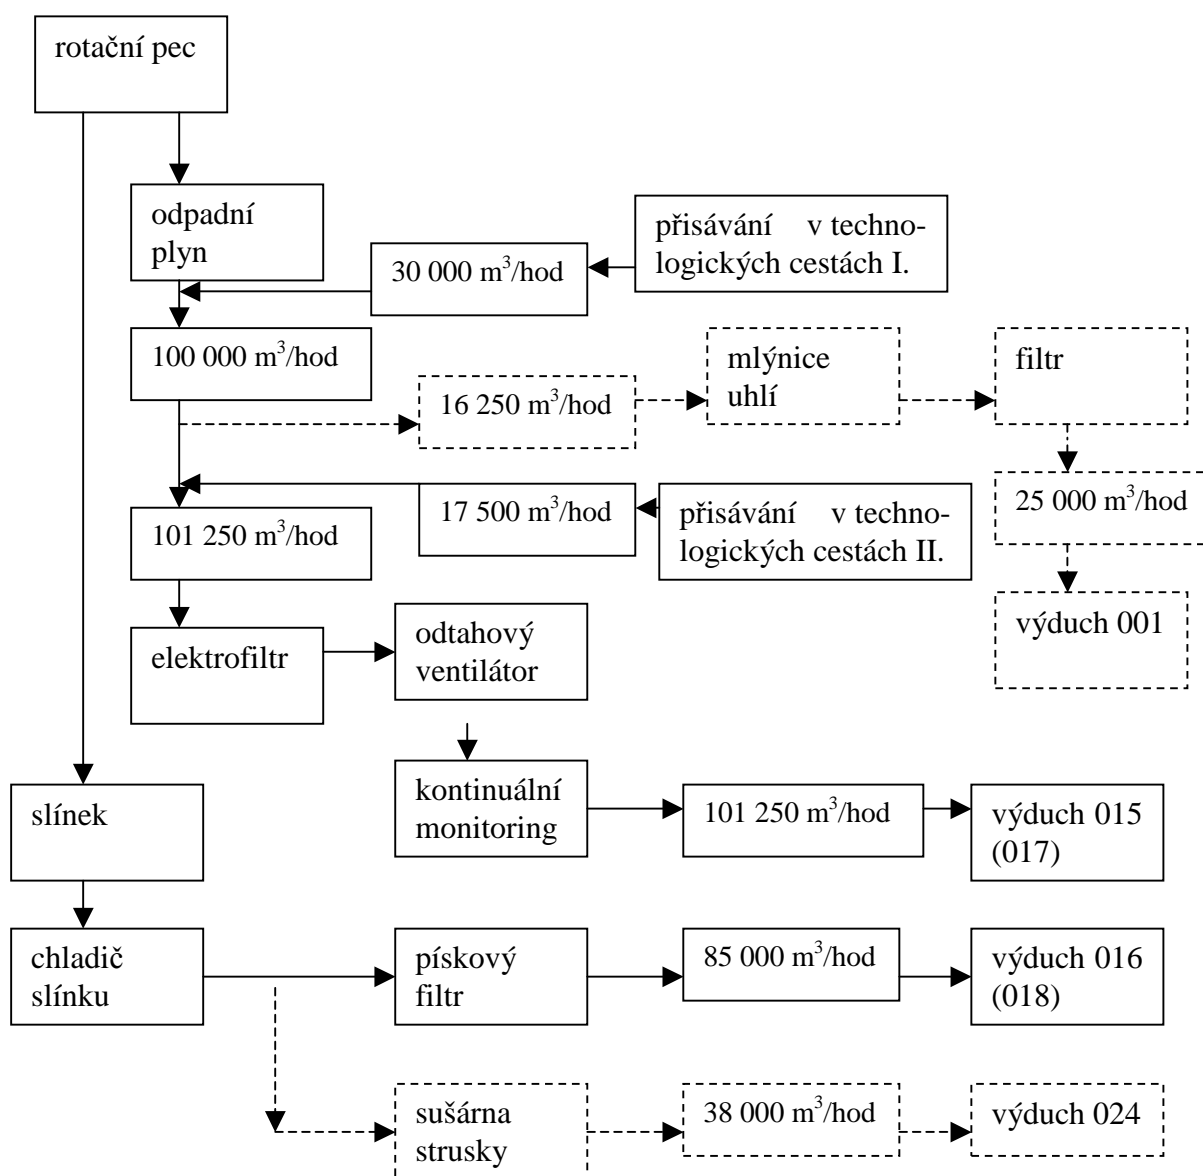 rotační pec
odpadní
plyn
přisávání v techno-
logických cestách I.
30 000 m³/hod
100 000 m³/hod
16 250 m³/hod
mlýnice
uhlí
filtr
17 500 m³/hod
přisávání v techno-
logických cestách II.
25 000 m³/hod
101 250 m³/hod
výduch 001
elektrofiltr
odtahový
ventilátor
slínek
kontinuální
monitoring
101 250 m³/hod
výduch 015
(017)
chladič
slínku
pískový
filtr
85 000 m³/hod
výduch 016
(018)
sušárna
strusky
38 000 m³/hod
výduch 024